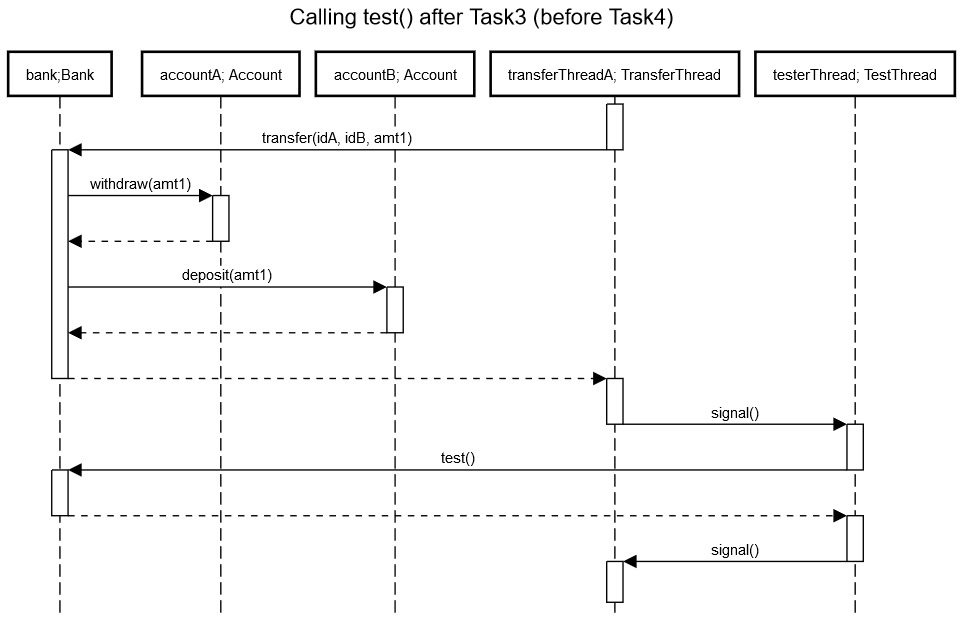 Calling test() after Task3 (before Task4)
bank;Bank
accountA; Account
accountB; Account
transferThreadA; TransferThread
testerThread; TestThread
transfer(idA, idB, amt1)
withdraw(amt1)
deposit(amt1)
signal()
test()
signal()